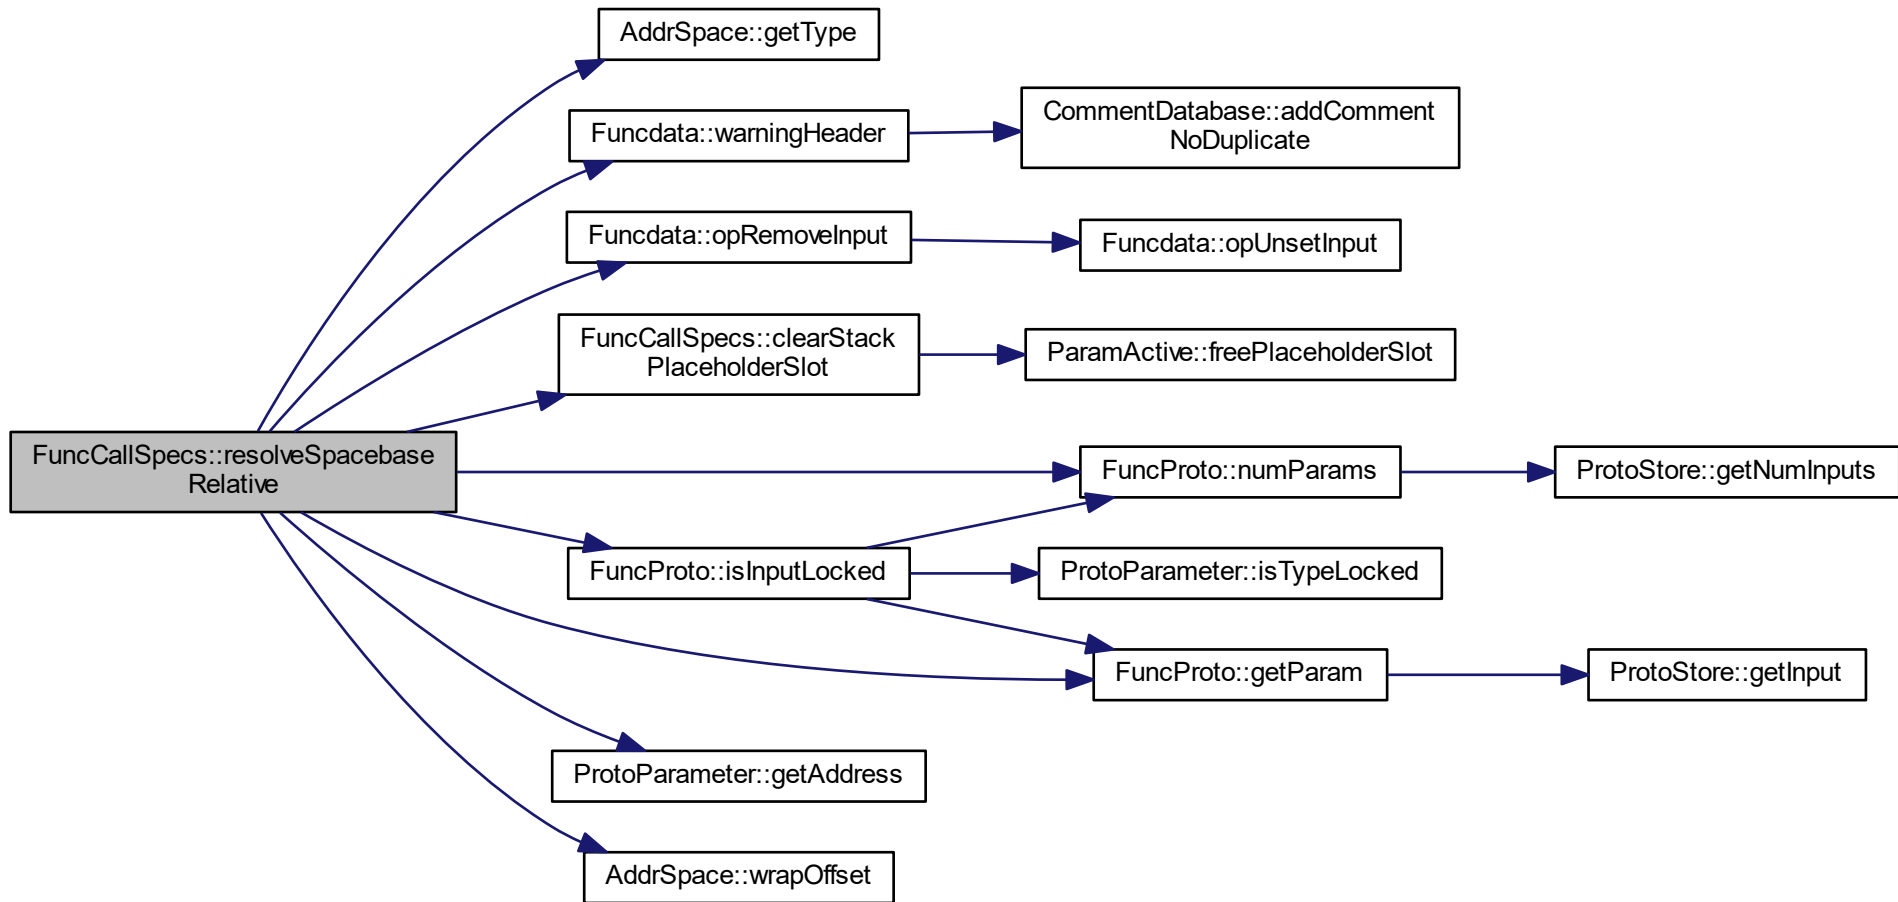 AddrSpace::getType
Funcdata::warningHeader
CommentDatabase::addComment
NoDuplicate
Funcdata::opRemoveInput
Funcdata::opUnsetInput
FuncCallSpecs::clearStack
PlaceholderSlot
ParamActive::freePlaceholderSlot
FuncCallSpecs::resolveSpacebase
Relative
FuncProto::numParams
ProtoStore::getNumInputs
FuncProto::isInputLocked
ProtoParameter::isTypeLocked
FuncProto::getParam
ProtoStore::getInput
ProtoParameter::getAddress
AddrSpace::wrapOffset